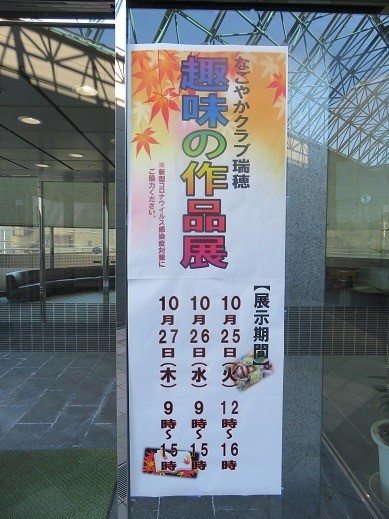 なごやかクラブ瑞穂
趣味の作品展
※新型コロナウイルス感染症対策に
ご協力ください。
【展示期間】
10月25日(火) 12時～16時
10月26日(水) 9時～15時
10月27日(木) 9時～15時